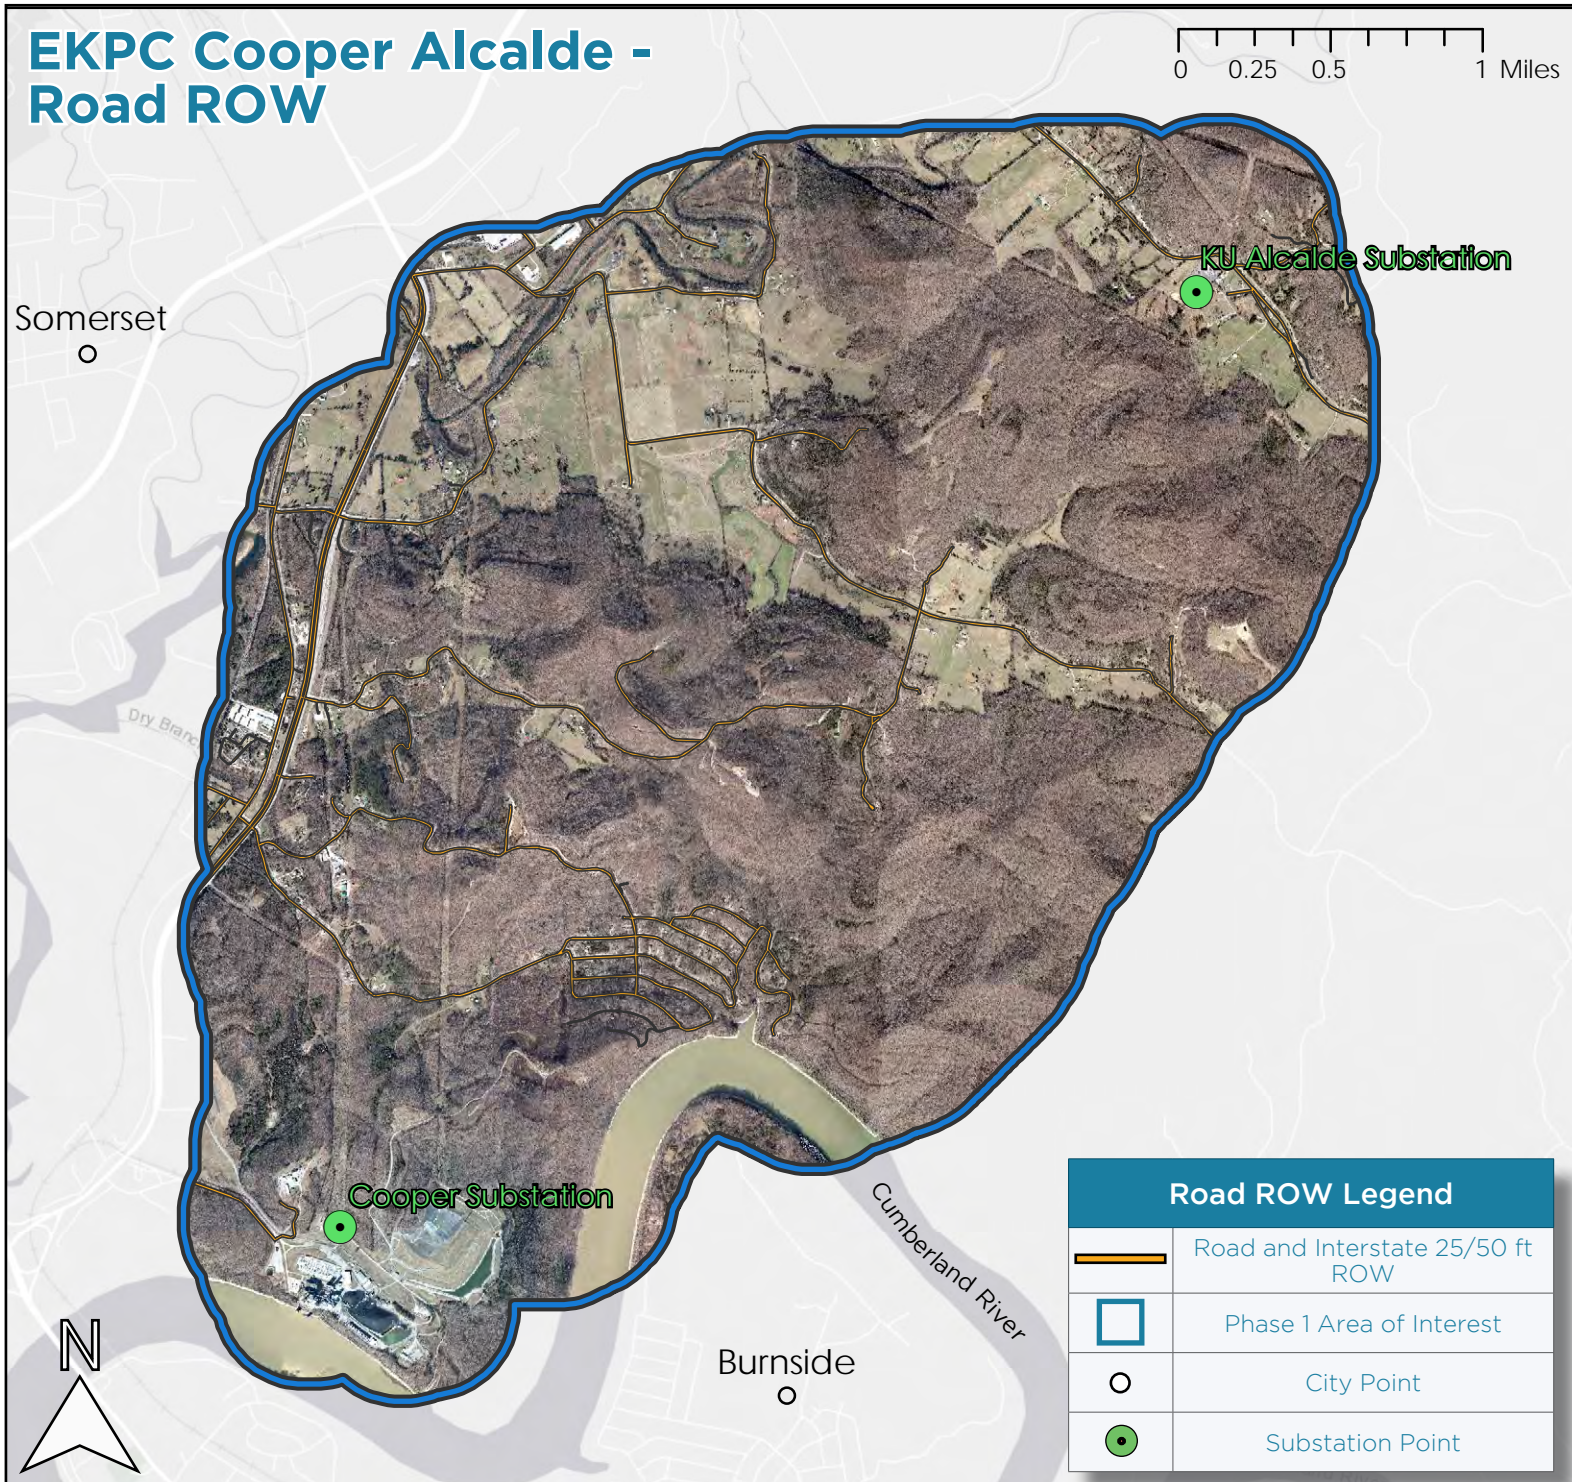 EKPC Cooper Alcalde -
Road ROW
0 0.25 0.5 1 Miles
KU Alcalde Substation
Somerset
Dry Branch
Cooper Substation
Cumberland River
Burnside
N
Road ROW Legend
Road and Interstate 25/50 ft
ROW
Phase 1 Area of Interest
City Point
Substation Point